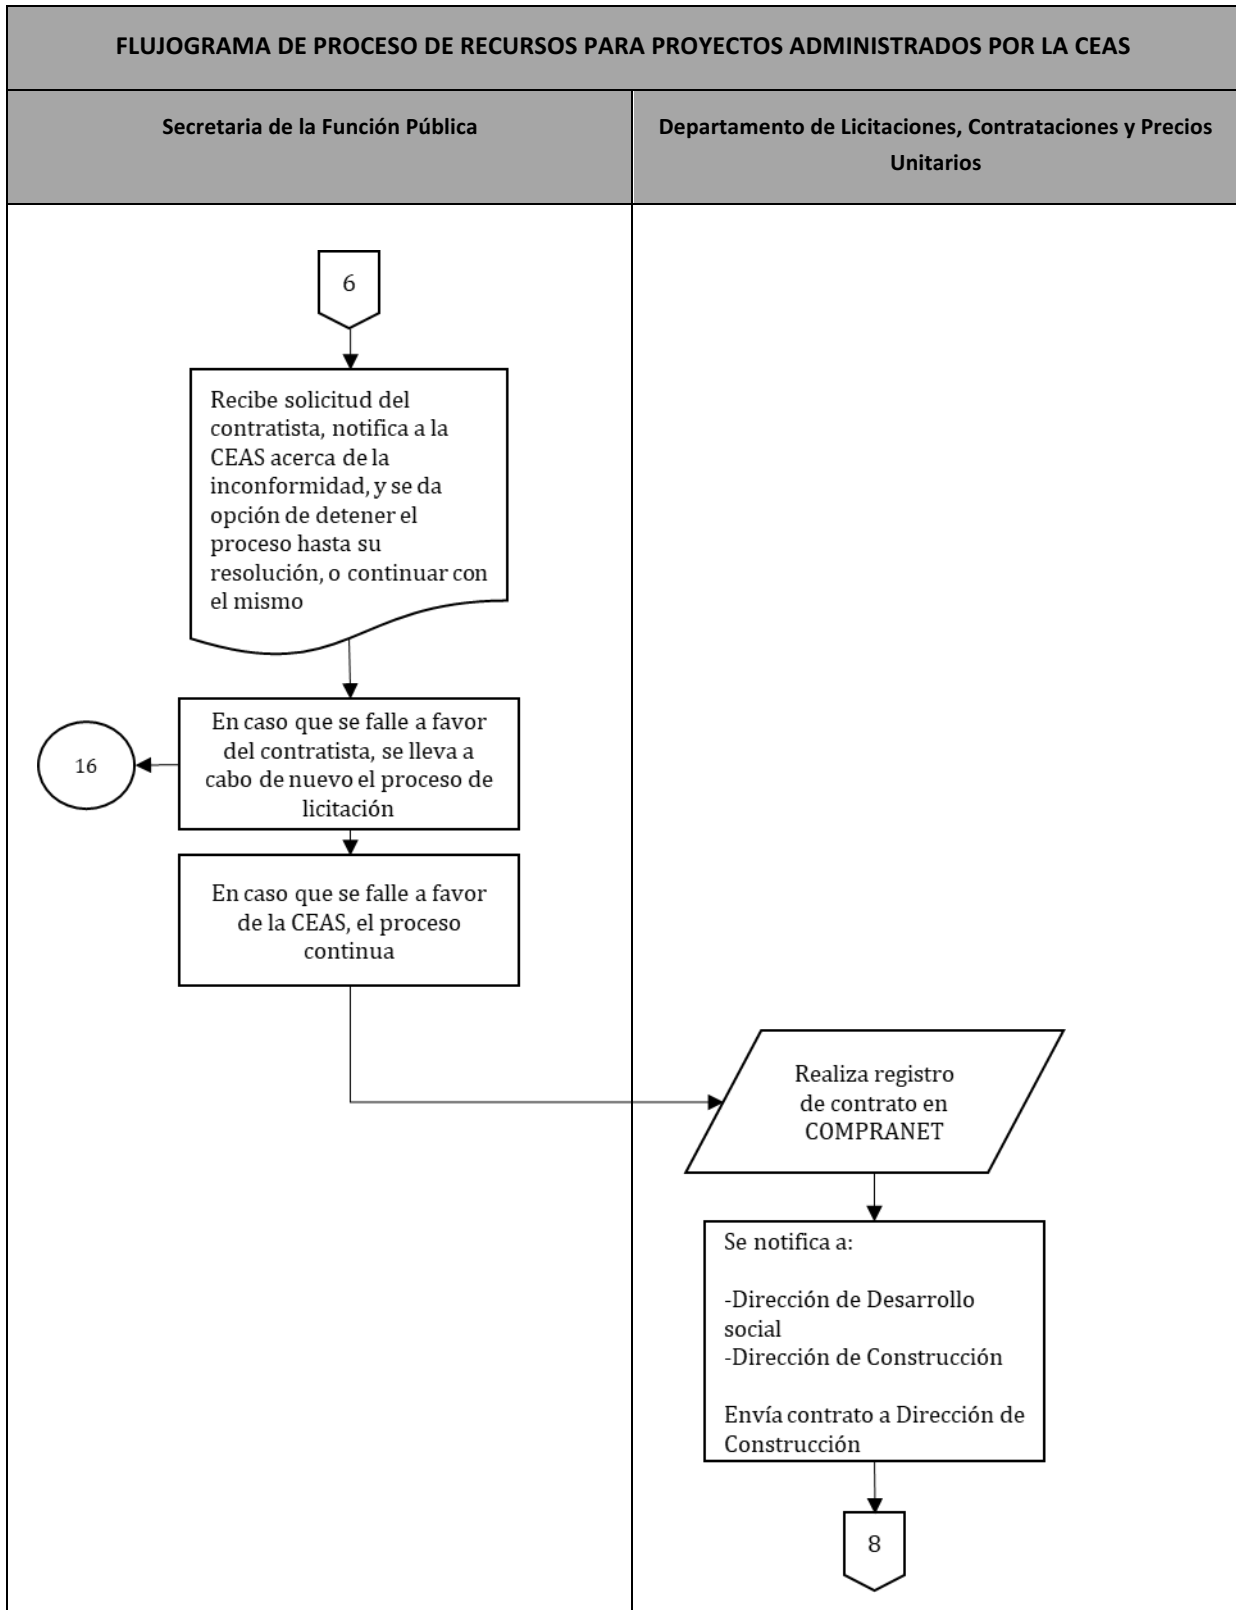 FLUJOGRAMA DE PROCESO DE RECURSOS PARA PROYECTOS ADMINISTRADOS POR LA CEAS
Secretaria de la Función Pública
Departamento de Licitaciones, Contrataciones y Precios
Unitarios
6
Recibe solicitud del
contratista, notifica a la
CEAS acerca de la
inconformidad, y se da
opción de detener el
proceso hasta su
resolución, o continuar con
el mismo
En caso que se falle a favor
del contratista, se lleva a
cabo de nuevo el proceso de
licitación
16
En caso que se falle a favor
de la CEAS, el proceso
continua
Realiza registro
de contrato en
COMPRANET
Se notifica a:
-Dirección de Desarrollo
social
-Dirección de Construcción
Envía contrato a Dirección de
Construcción
8